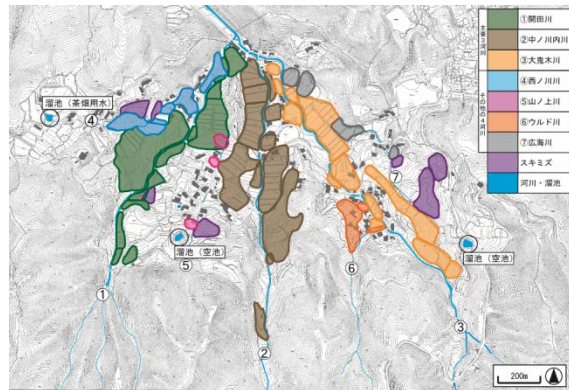 主要3河川
①開田川
②中ノ川内川
③大鬼木川
その他の4河川
④西ノ川川
⑤山ノ上川
⑥ウルド川
⑦広海川
スキミズ
河川・溜池
溜池（茶畑用水）
④
溜池（空池）
⑤
⑦
溜池（空池）
⑥
①
②
③
200m